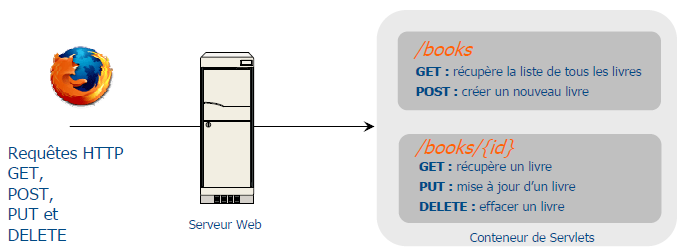 Requêtes HTTP
GET,
POST,
PUT et
DELETE
Serveur Web
/books
GET : récupère la liste de tous les livres
POST : créer un nouveau livre
/books/{id}
GET : récupère un livre
PUT : mise à jour d’un livre
DELETE : effacer un livre
Conteneur de Servlets